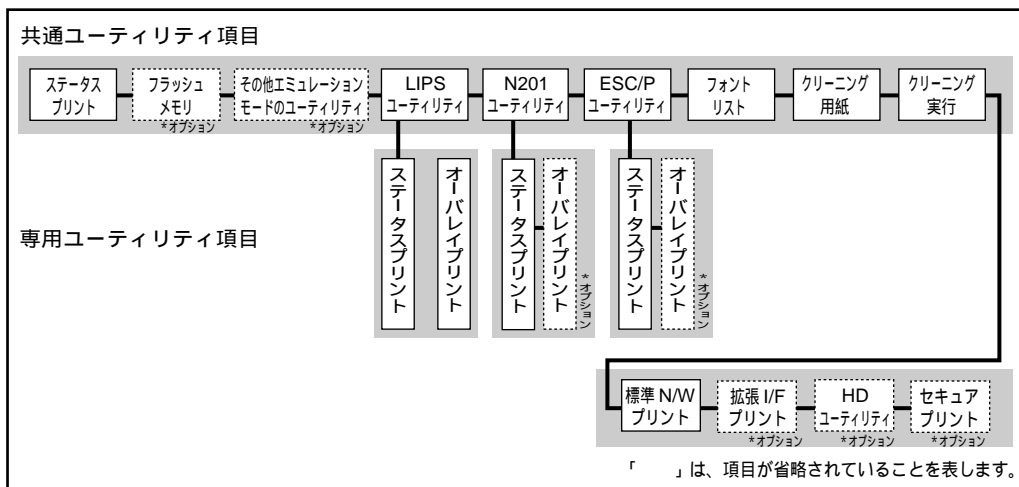 共通ユーティリティ項目
ステータス
プリント
フラッシュ
メモリ
*オプション
その他エミュレーション
モードのユーティリティ
*オプション
LIPS
ユーティリティ
N201
ユーティリティ
ESC/P
ユーティリティ
フォント
リスト
クリーニング
用紙
クリーニング
実行
専用ユーティリティ項目
ステータスプリント
オーバレイプリント
ステータスプリント
オーバレイプリント
*オプション
ステータスプリント
オーバレイプリント
*オプション
標準 N/W
プリント
拡張 I/F
プリント
*オプション
HD
ユーティリティ
*オプション
セキュア
プリント
*オプション
「　　」は、項目が省略されていることを表します。